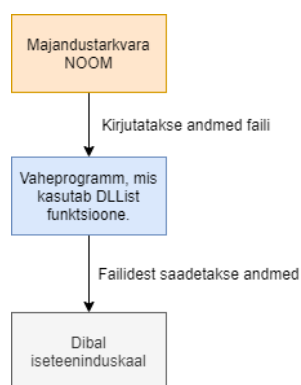 Majandustarkvara
NOOM
Kirjutatakse andmed faili
Vaheprogramm, mis
kasutab DLList
funktsioone.
Failidest saadetakse andmed
Dibal
iseteeninduskaal